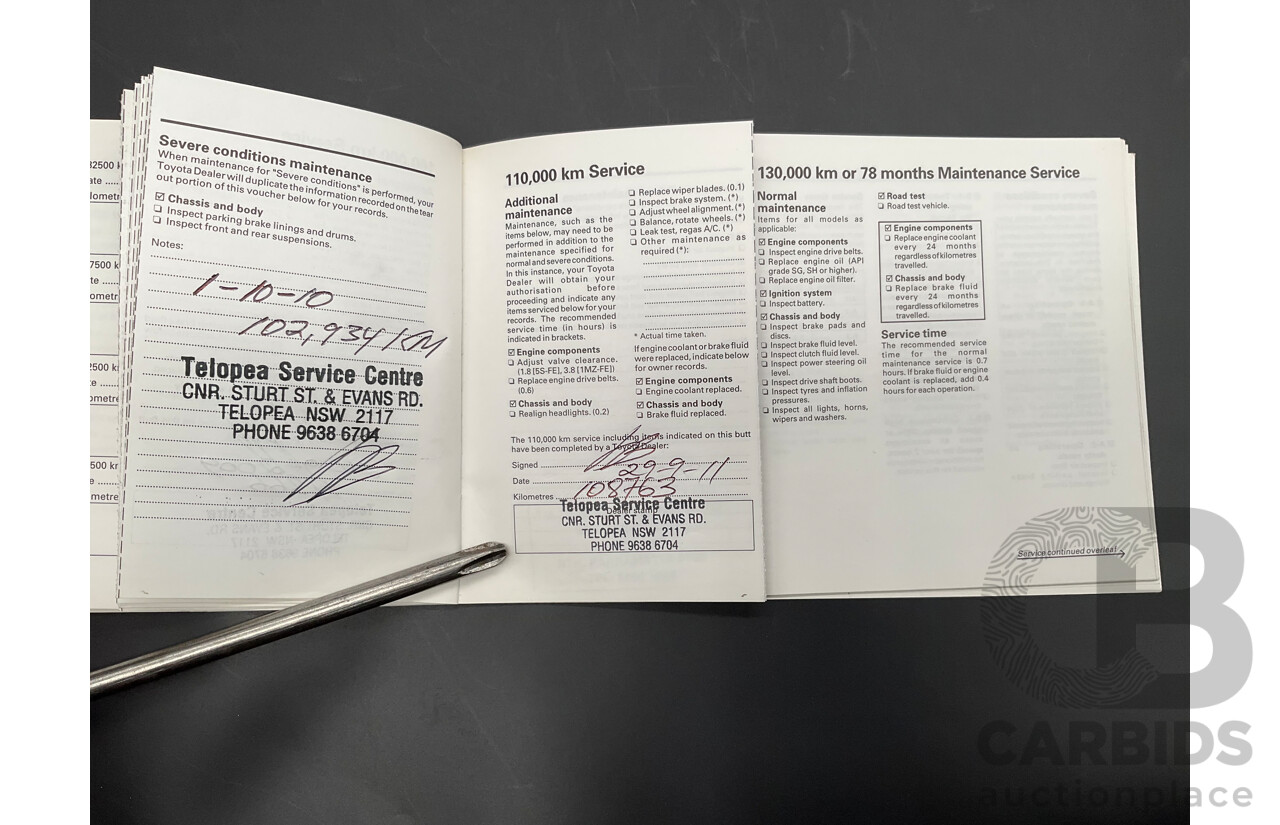 32500 k
ate ....
lometr
7500 k
ometr
2500 k
ate ....
ometre
500 kr
e ....
metre
Severe conditions maintenance
When maintenance for "Severe conditions" is performed, your
Toyota Dealer will duplicate the information recorded on the tear
out portion of this voucher below for your records.
☑ Chassis and body
❏ Inspect parking brake linings and drums.
❏ Inspect front and rear suspensions.
Notes:
1-10-10
102,934 KM
Telopea Service Centre
CNR. STURT ST. & EVANS RD.
TELOPEA NSW 2117
PHONE 9638 6704
110,000 km Service
Additional
maintenance
Maintenance, such as the
items below, may need to be
performed in addition to the
maintenance specified for
normal and severe conditions.
In this instance, your Toyota
Dealer will obtain your
authorisation before
proceeding and indicate any
items serviced below for your
records. The recommended
service time (in hours) is
indicated in brackets.
☑ Engine components
❏ Adjust valve clearance.
(1.8 [5S-FE], 3.8 [1MZ-FE])
❏ Replace engine drive belts.
(0.6)
☑ Chassis and body
❏ Realign headlights. (0.2)
❏ Replace wiper blades. (0.1)
❏ Inspect brake system. (*)
❏ Adjust wheel alignment. (*)
❏ Balance, rotate wheels. (*)
❏ Leak test, regas A/C. (*)
❏ Other maintenance as
required (*):
* Actual time taken.
If engine coolant or brake fluid
were replaced, indicate below
for owner records.
☑ Engine components
❏ Engine coolant replaced.
☑ Chassis and body
❏ Brake fluid replaced.
The 110,000 km service including items indicated on this butt
have been completed by a Toyota Dealer:
Signed
Date 29-9-11
Kilometres 108763
Dealer stamp
Telopea Service Centre
CNR. STURT ST. & EVANS RD.
TELOPEA NSW 2117
PHONE 9638 6704
130,000 km or 78 months Maintenance Service
Normal
maintenance
Items for all models as
applicable:
☑ Engine components
❏ Inspect engine drive belts.
❏ Replace engine oil (API
grade SG, SH or higher).
❏ Replace engine oil filter.
☑ Ignition system
❏ Inspect battery.
☑ Chassis and body
❏ Inspect brake pads and
discs.
❏ Inspect brake fluid level.
❏ Inspect clutch fluid level.
❏ Inspect power steering oil
level.
❏ Inspect drive shaft boots.
❏ Inspect tyres and inflation
pressures.
❏ Inspect all lights, horns,
wipers and washers.
☑ Road test
❏ Road test vehicle.
☑ Engine components
❏ Replace engine coolant
every 24 months
regardless of kilometres
travelled.
☑ Chassis and body
❏ Replace brake fluid
every 24 months
regardless of kilometres
travelled.
Service time
The recommended service
time for the normal
maintenance service is 0.7
hours. If brake fluid or engine
coolant is replaced, add 0.4
hours for each operation.
Service continued overleaf
CB
CARBIDS
auctionplace